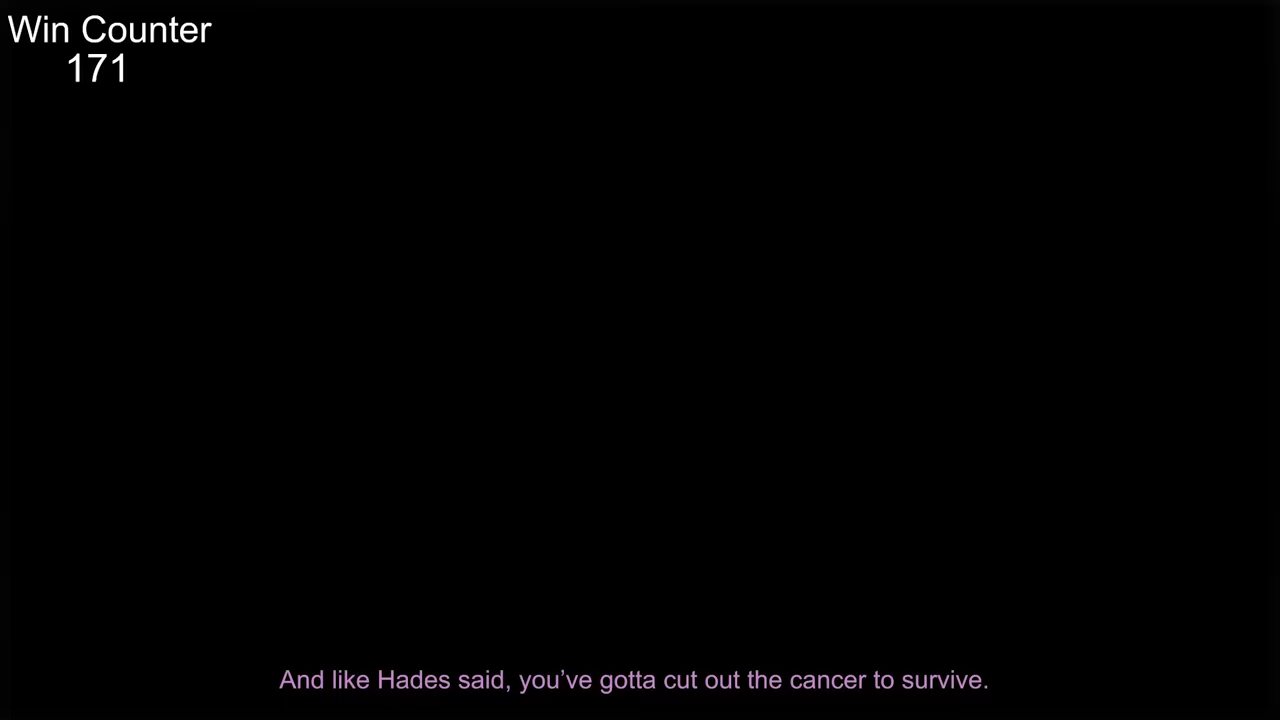 Win Counter
171
And like Hades said, you’ve gotta cut out the cancer to survive.